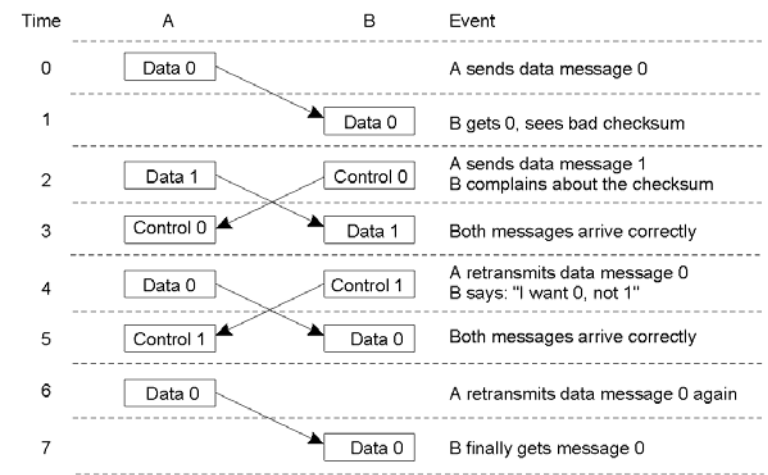 Time A B Event
0 Data 0 A sends data message 0
1 Data 0 B gets 0, sees bad checksum
2 Data 1 Control 0 A sends data message 1
B complains about the checksum
3 Control 0 Data 1 Both messages arrive correctly
4 Data 0 Control 1 A retransmits data message 0
B says: "I want 0, not 1"
5 Control 1 Data 0 Both messages arrive correctly
6 Data 0 A retransmits data message 0 again
7 Data 0 B finally gets message 0